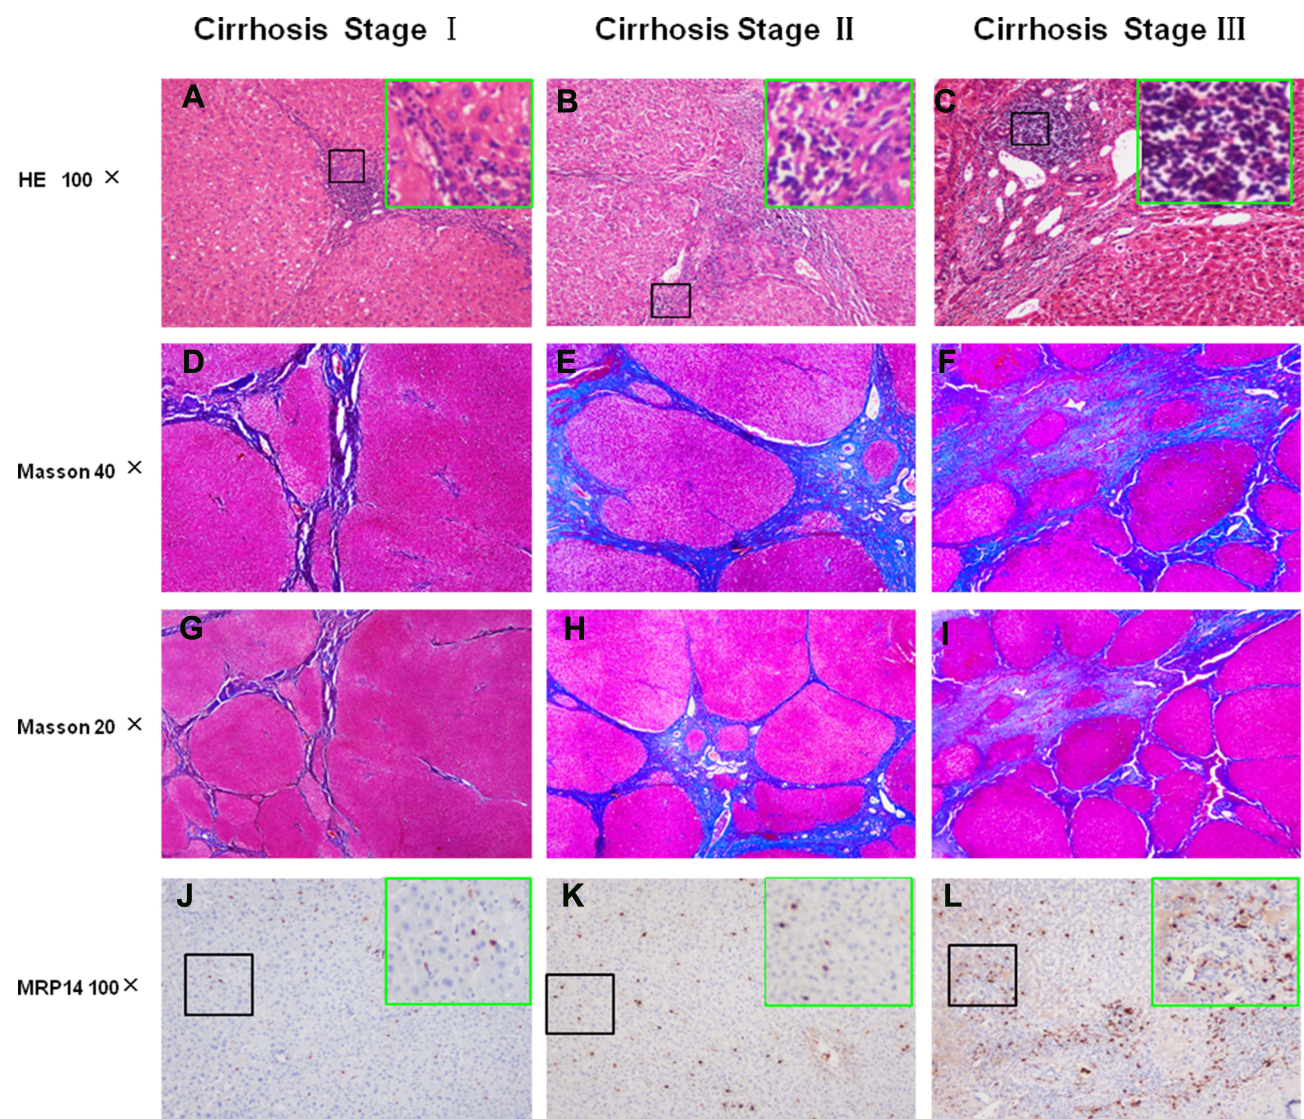 Cirrhosis Stage Ⅰ Cirrhosis Stage Ⅱ Cirrhosis Stage Ⅲ
A B C
HE 100 ×
D E F
Masson 40 ×
G H I
Masson 20 ×
J K L
MRP14 100 ×